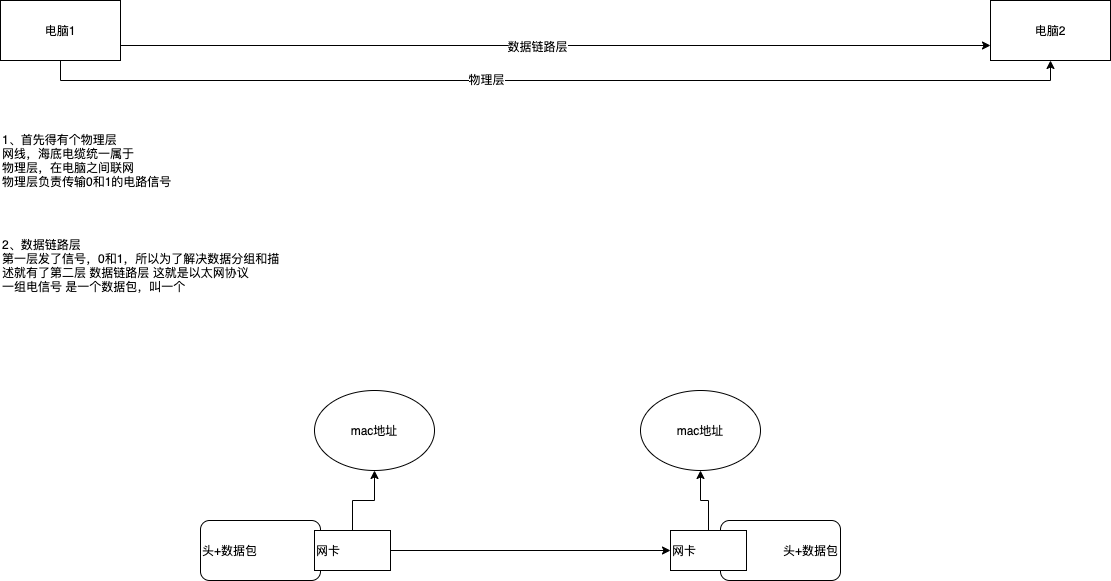 电脑1
电脑2
数据链路层
物理层
1、首先得有个物理层
网线，海底电缆统一属于
物理层，在电脑之间联网
物理层负责传输0和1的电路信号
2、数据链路层
第一层发了信号，0和1，所以为了解决数据分组和描
述就有了第二层 数据链路层 这就是以太网协议
一组电信号 是一个数据包，叫一个
mac地址
mac地址
头+数据包
网卡
网卡
头+数据包